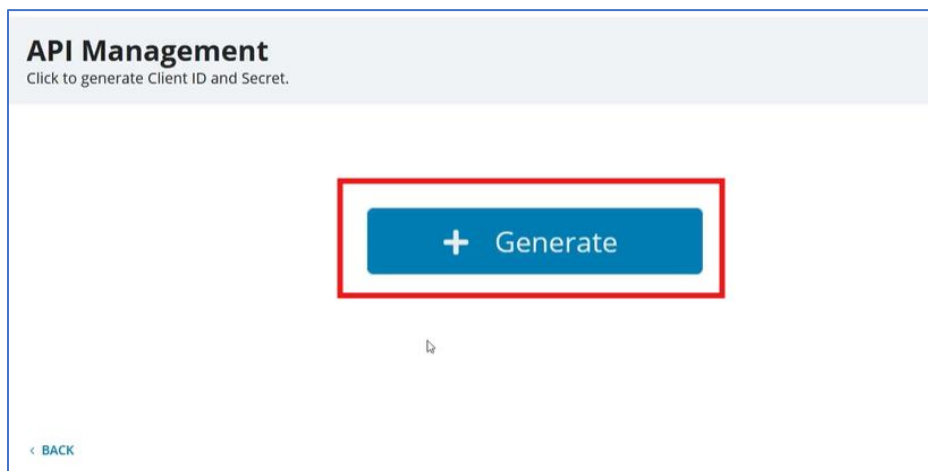 API Management
Click to generate Client ID and Secret.
+ Generate
< BACK